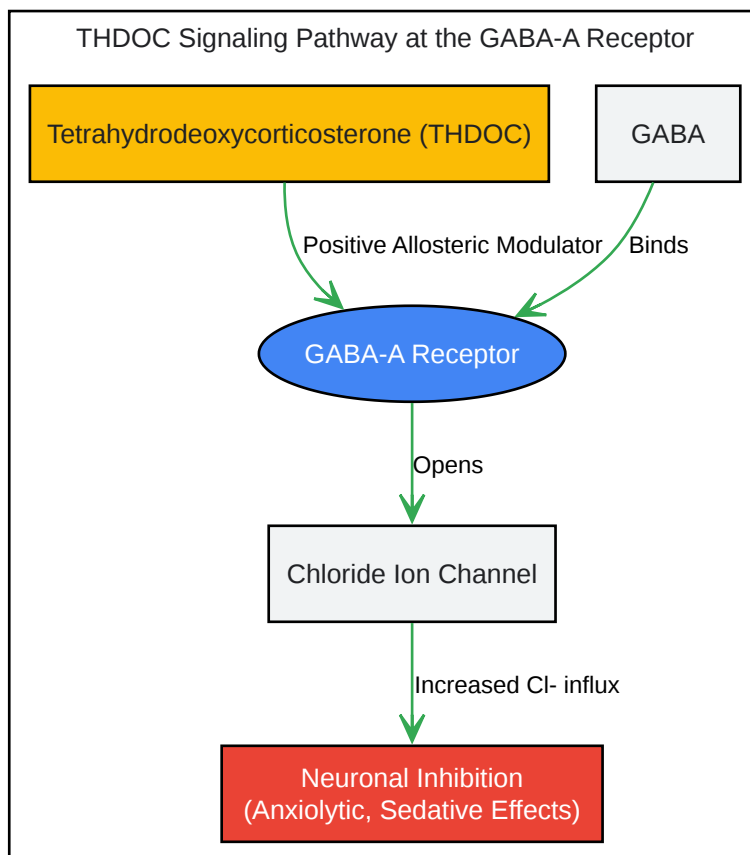 THDOC Signaling Pathway at the GABA-A Receptor
Tetrahydrodeoxycorticosterone (THDOC)
GABA
Positive Allosteric Modulator
Binds
GABA-A Receptor
Opens
Chloride Ion Channel
Increased Cl- influx
Neuronal Inhibition
(Anxiolytic, Sedative Effects)